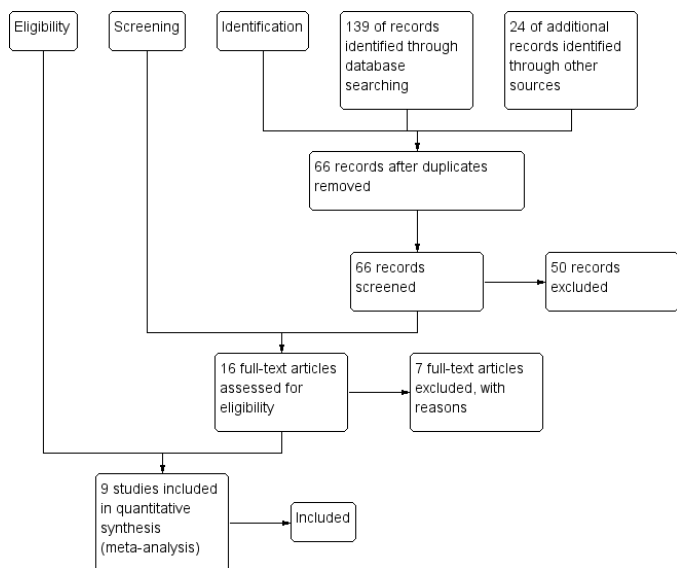 Eligibility
Screening
Identification
139 of records
identified through
database
searching
24 of additional
records identified
through other
sources
66 records after duplicates
removed
66 records
screened
50 records
excluded
16 full-text articles
assessed for
eligibility
7 full-text articles
excluded, with
reasons
9 studies included
in quantitative
synthesis
(meta-analysis)
Included